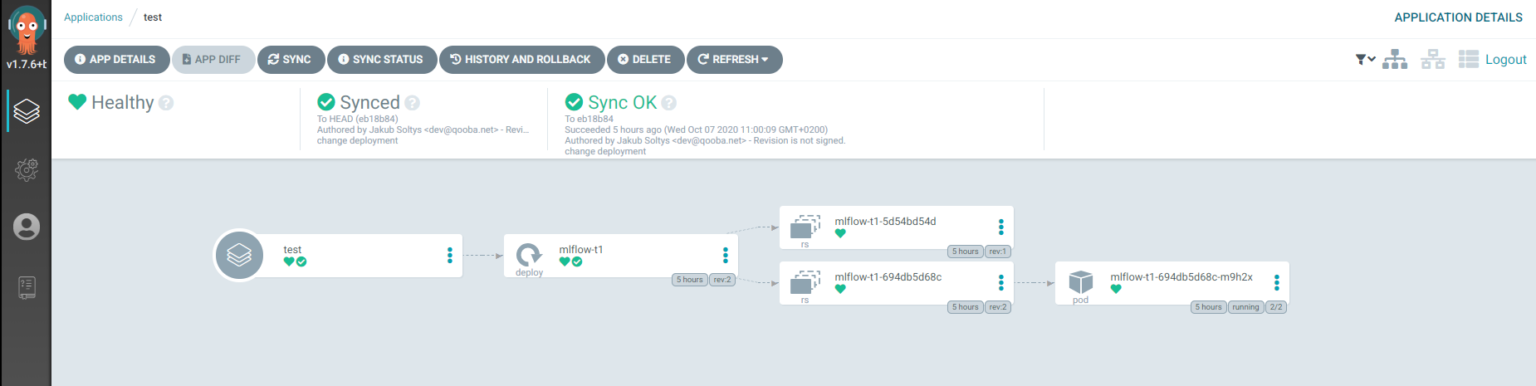 Applications / test
APPLICATION DETAILS
v1.7.6+b
APP DETAILS
APP DIFF
SYNC
SYNC STATUS
HISTORY AND ROLLBACK
DELETE
REFRESH
Logout
Healthy
Synced
To HEAD (eb18b84)
Authored by Jakub Soltys <dev@qooba.net> - Revi...
change deployment
Sync OK
To eb18b84
Succeeded 5 hours ago (Wed Oct 07 2020 11:00:09 GMT+0200)
Authored by Jakub Soltys <dev@qooba.net> - Revision is not signed.
change deployment
test
deploy
mlflow-t1
5 hours
rev:2
rs
mlflow-t1-5d54bd54d
5 hours
rev:1
rs
mlflow-t1-694db5d68c
5 hours
rev:2
pod
mlflow-t1-694db5d68c-m9h2x
5 hours
running
2/2